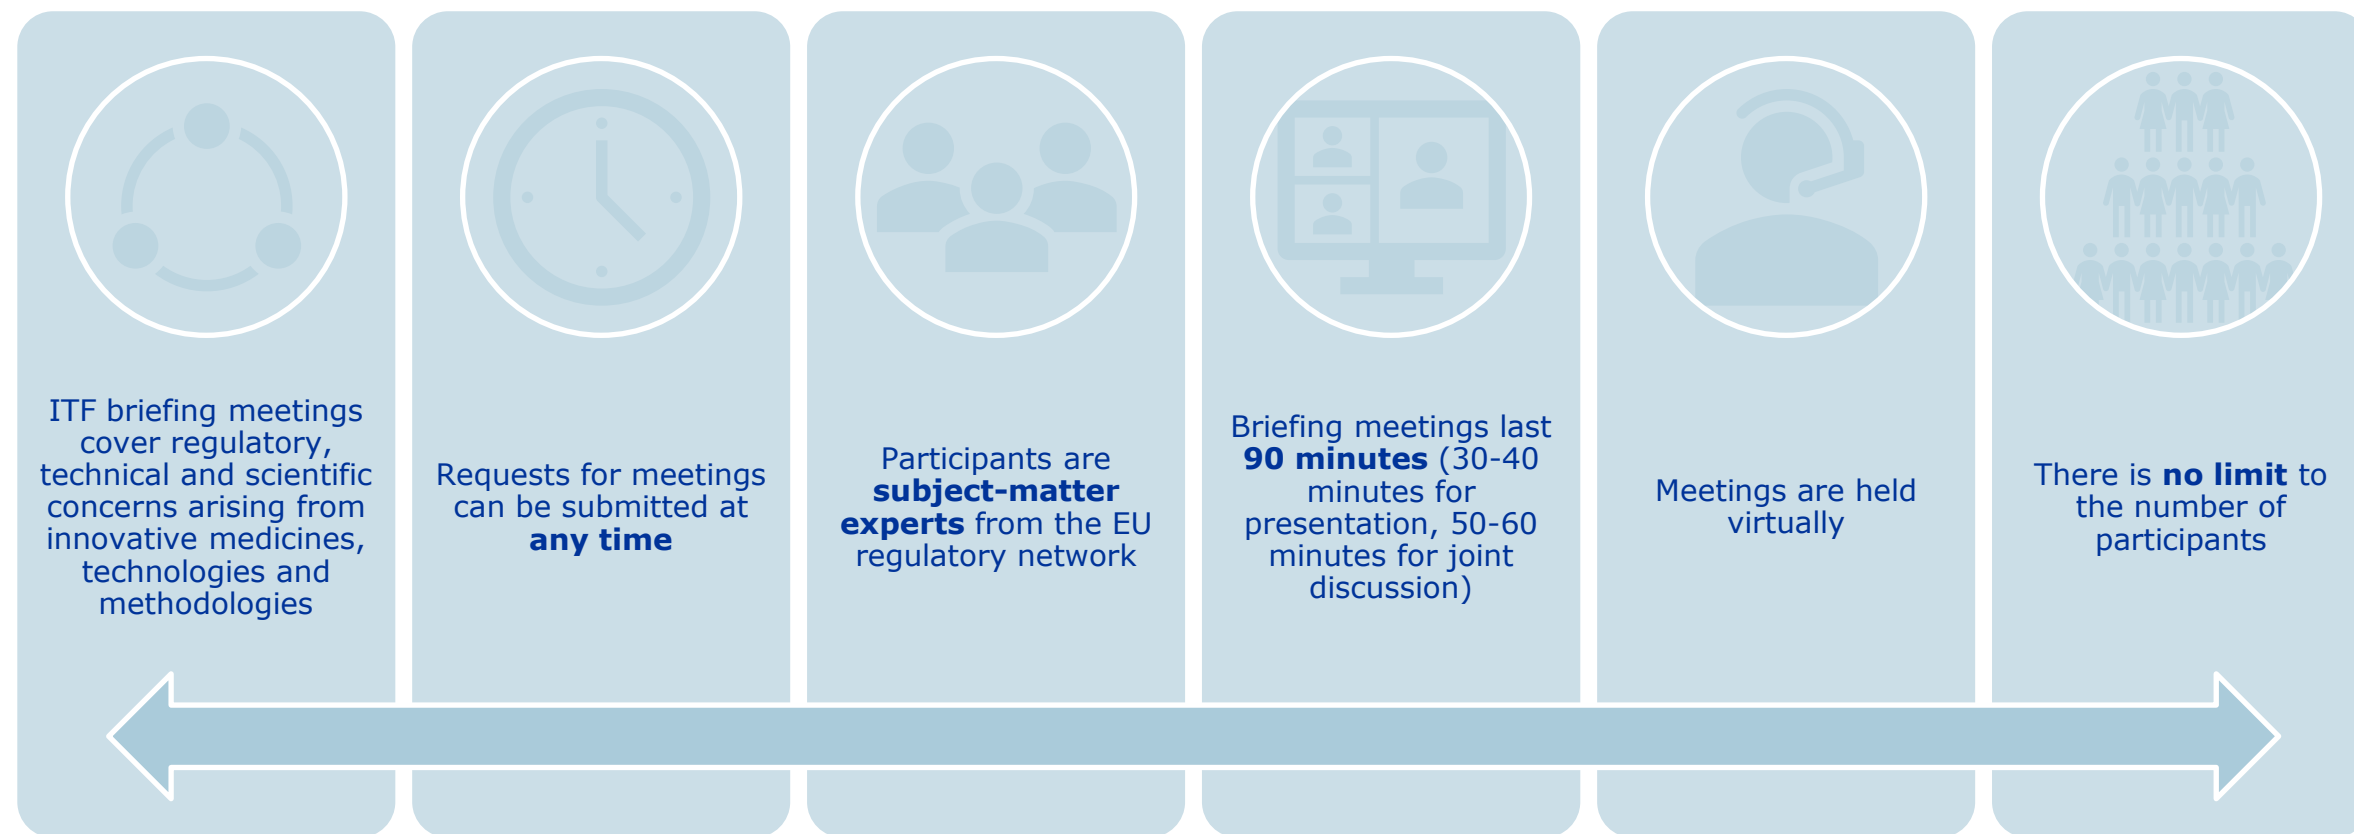 ITF briefing meetings
cover regulatory,
technical and scientific
concerns arising from
innovative medicines,
technologies and
methodologies
Requests for meetings
can be submitted at
any time
Participants are
subject-matter
experts from the EU
regulatory network
Briefing meetings last
90 minutes (30-40
minutes for
presentation, 50-60
minutes for joint
discussion)
Meetings are held
virtually
There is no limit to
the number of
participants